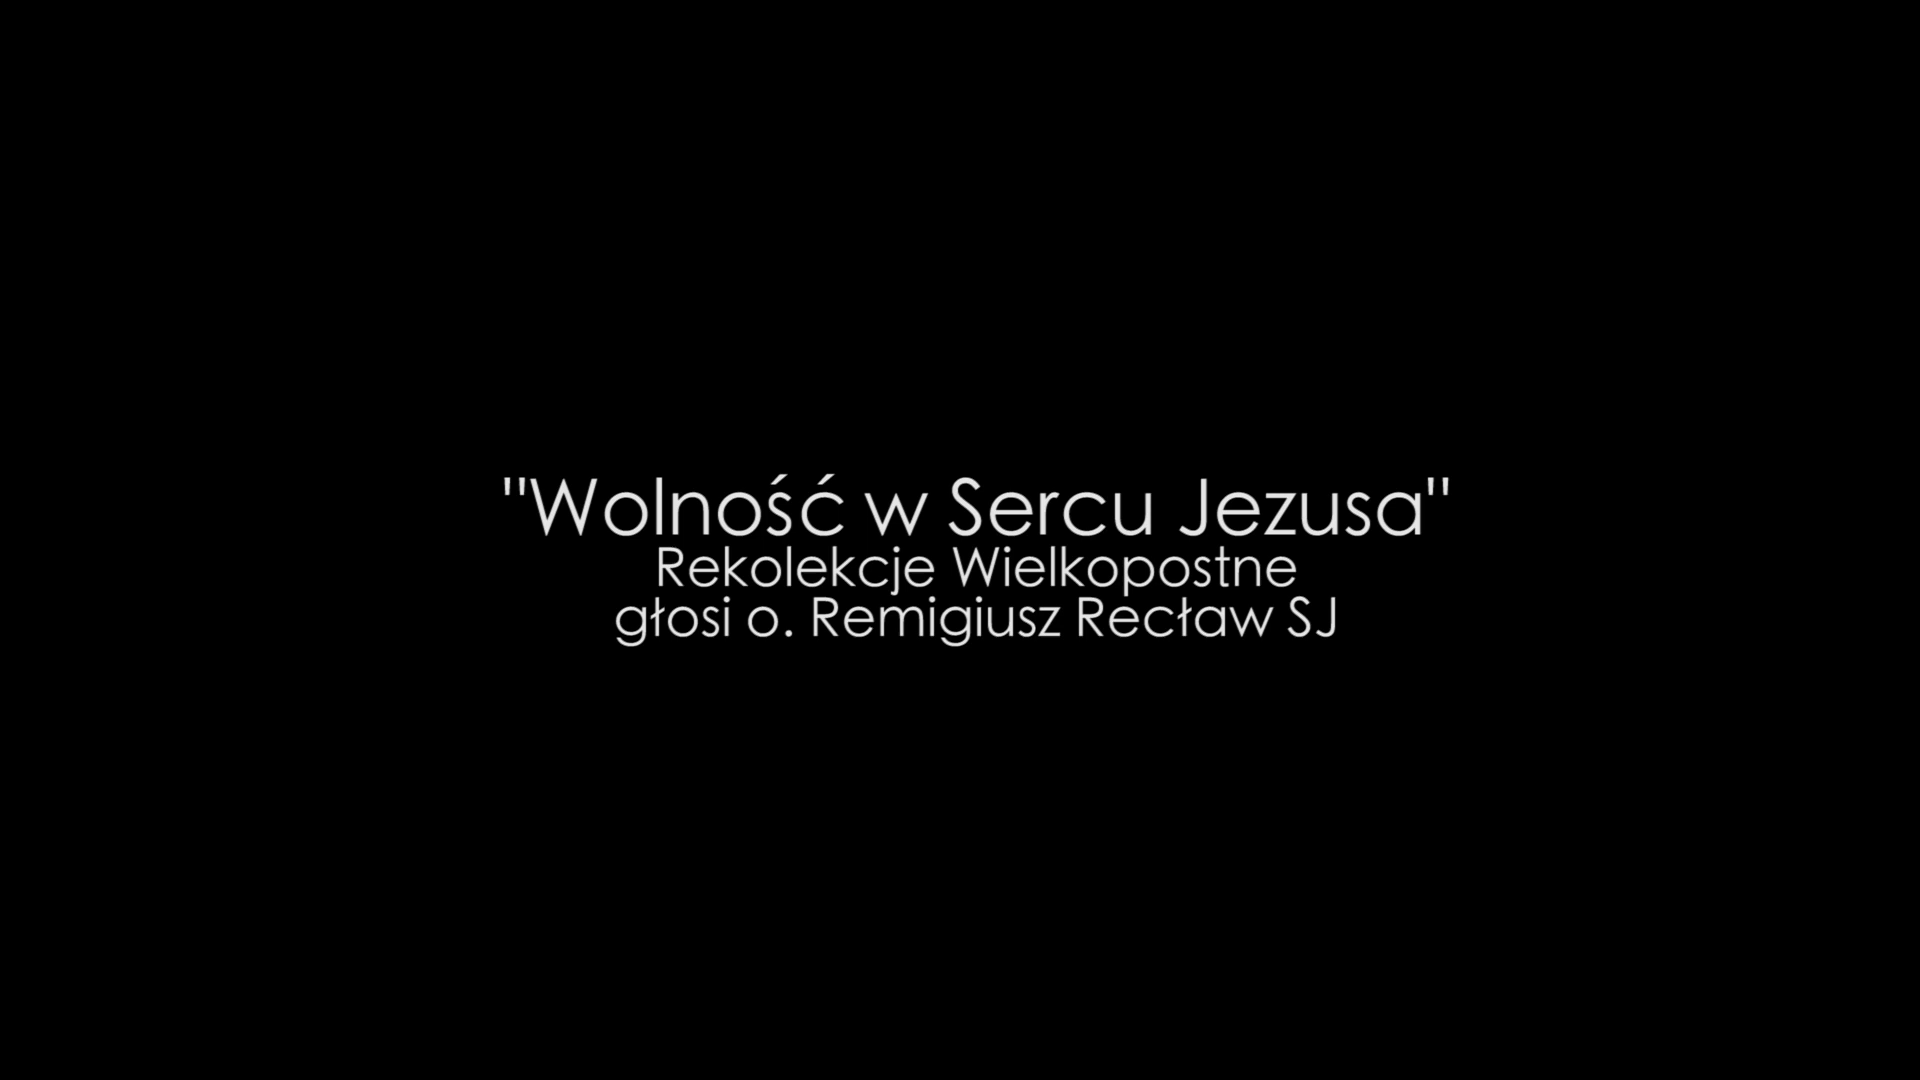 "Wolność w Sercu Jezusa"
Rekolekcje Wielkopostne
głosi o. Remigiusz Recław SJ